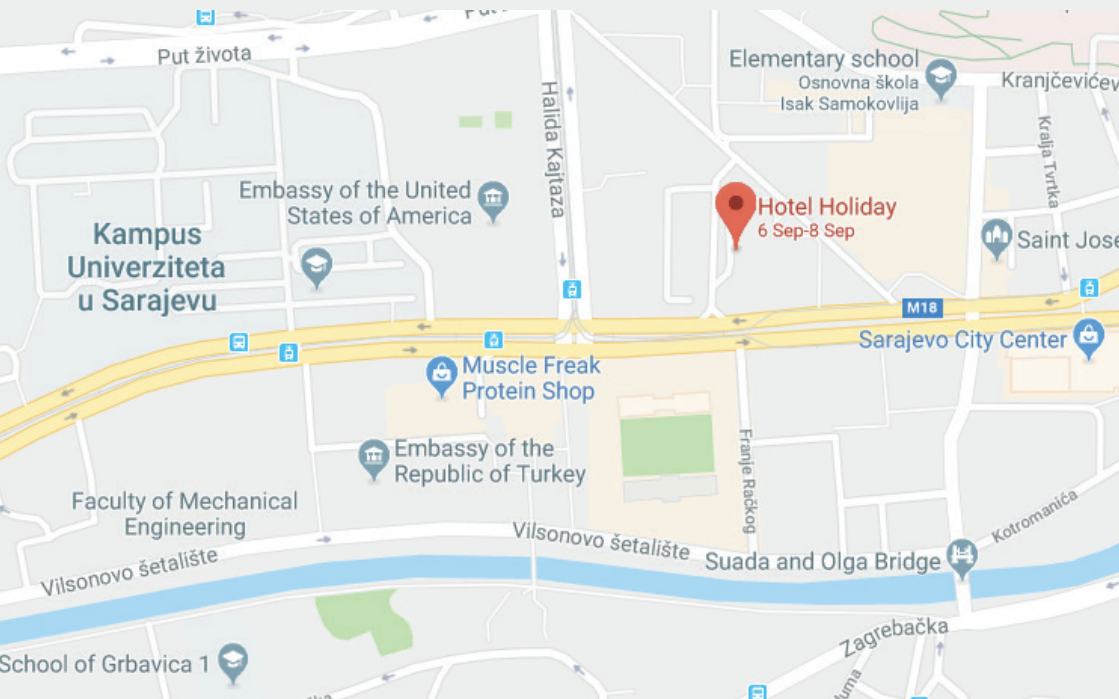 Put života
Elementary school
Osnovna škola
Isak Samokovlija
Halida Kajtaza
Kralja Tvrtka
Embassy of the United
States of America
Hotel Holiday
6 Sep-8 Sep
Kampus
Univerziteta
u Sarajevu
M18
Sarajevo City Center
Muscle Freak
Protein Shop
Embassy of the
Republic of Turkey
Franje Račkog
Faculty of Mechanical
Engineering
Kotromanića
Vilsonovo šetalište
Vilsonovo šetalište
Suada and Olga Bridge
Zagrebačka
School of Grbavica 1